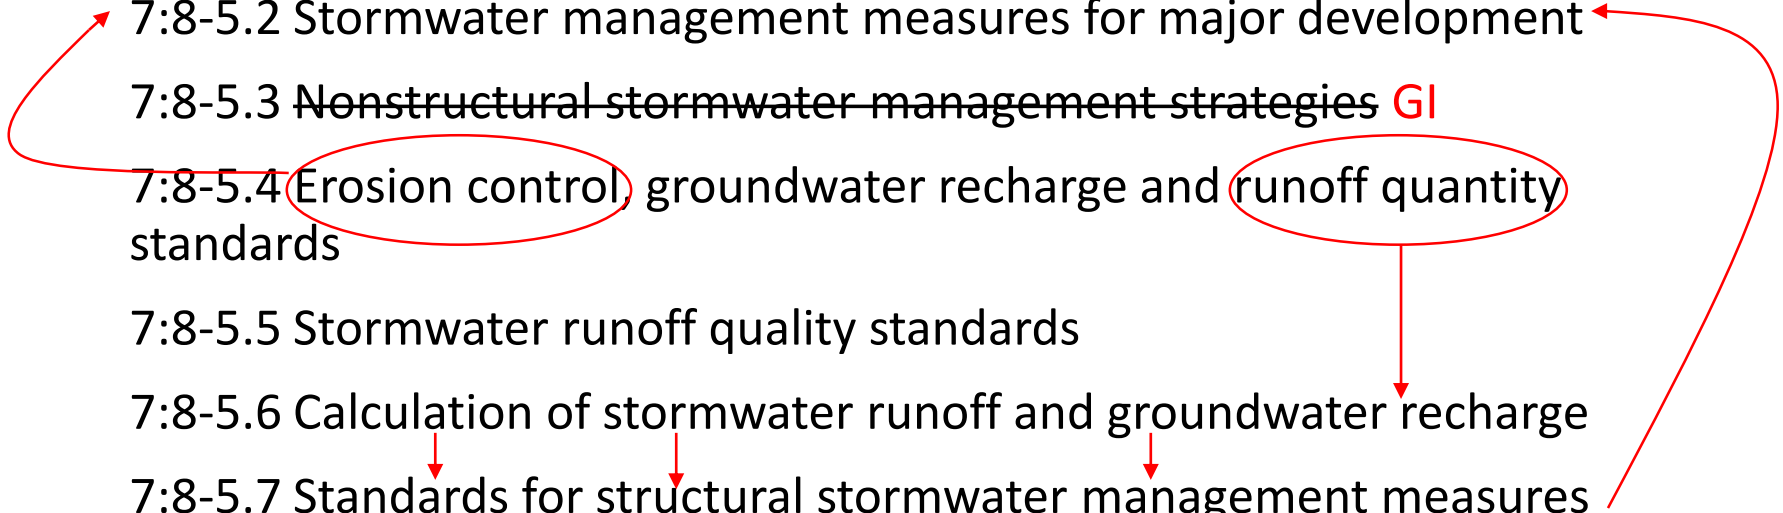 7:8-5.2 Stormwater management measures for major development
7:8-5.3 Nonstructural stormwater management strategies GI
7:8-5.4 Erosion control, groundwater recharge and runoff quantity
standards
7:8-5.5 Stormwater runoff quality standards
7:8-5.6 Calculation of stormwater runoff and groundwater recharge
7:8-5.7 Standards for structural stormwater management measures